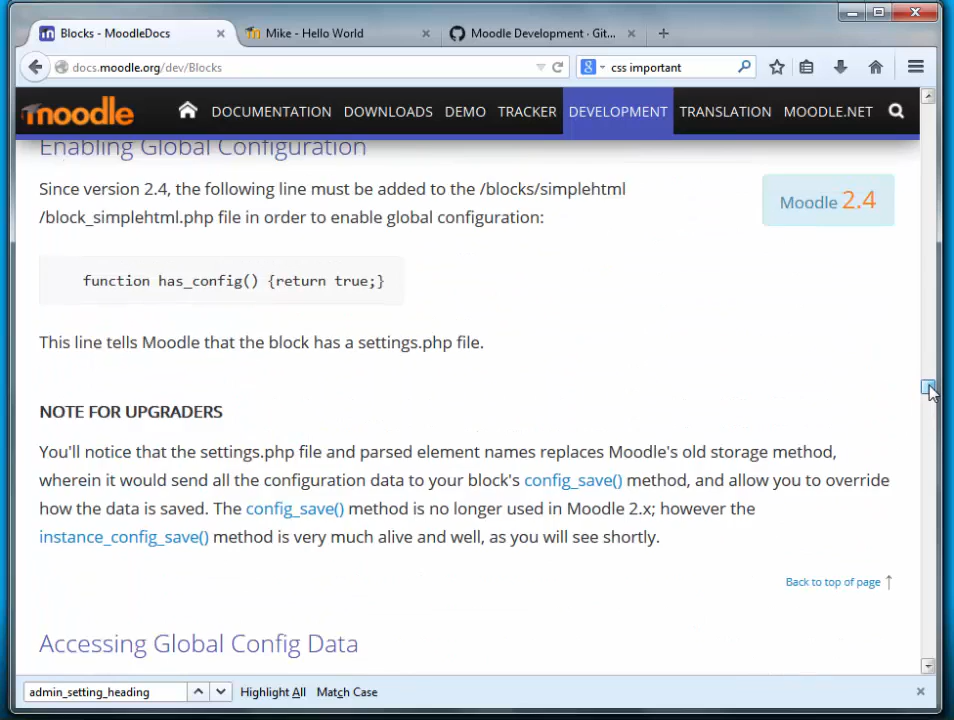 Blocks - MoodleDocs
Mike - Hello World
Moodle Development · Git...
docs.moodle.org/dev/Blocks
css important
moodle DOCUMENTATION DOWNLOADS DEMO TRACKER DEVELOPMENT TRANSLATION MOODLE.NET
Enabling Global Configuration
Since version 2.4, the following line must be added to the /blocks/simplehtml
/block_simplehtml.php file in order to enable global configuration:
Moodle 2.4
function has_config() {return true;}
This line tells Moodle that the block has a settings.php file.
NOTE FOR UPGRADERS
You'll notice that the settings.php file and parsed element names replaces Moodle's old storage method,
wherein it would send all the configuration data to your block's config_save() method, and allow you to override
how the data is saved. The config_save() method is no longer used in Moodle 2.x; however the
instance_config_save() method is very much alive and well, as you will see shortly.
Back to top of page ↑
Accessing Global Config Data
admin_setting_heading Highlight All Match Case